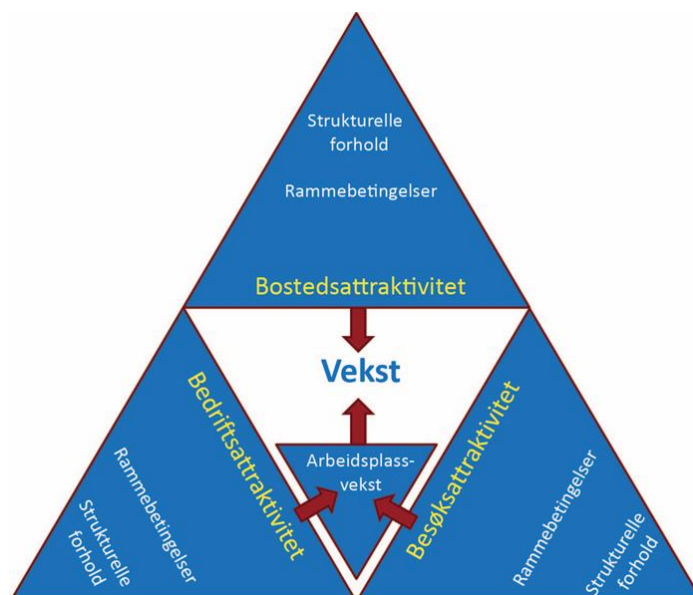 Strukturelle
forhold
Rammebetingelser
Bostedsattraktivitet
Vekst
Arbeidsplass-
vekst
Bedriftsattraktivitet
Rammebetingelser
Strukturelle
forhold
Besøksattraktivitet
Rammebetingelser
Strukturelle
forhold